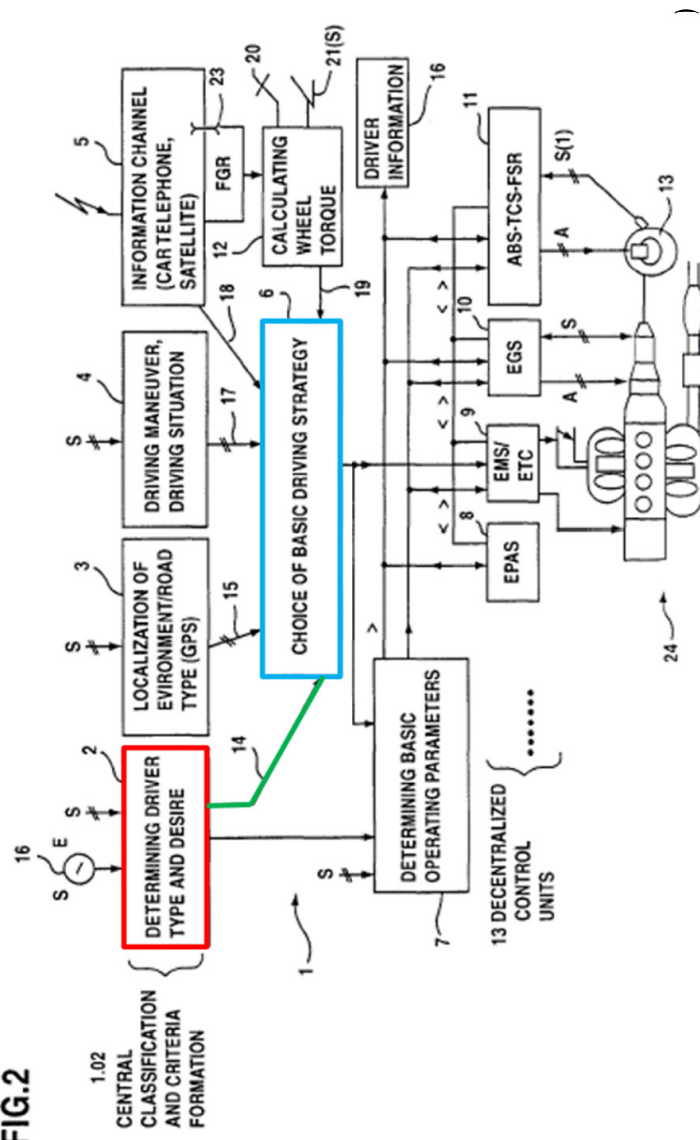 FIG.2
1.02
CENTRAL
CLASSIFICATION
AND CRITERIA
FORMATION
16
S
E
S
2
DETERMINING DRIVER
TYPE AND DESIRE
S
3
LOCALIZATION OF
EVIRONMENT/ROAD
TYPE (GPS)
S
4
DRIVING MANEUVER,
DRIVING SITUATION
5
INFORMATION CHANNEL
(CAR TELEPHONE,
SATELLITE)
23
FGR
20
21(S)
12
CALCULATING
WHEEL
TORQUE
14
15
17
18
19
6
CHOICE OF BASIC DRIVING STRATEGY
1
S
7
DETERMINING BASIC
OPERATING PARAMETERS
>
DRIVER
INFORMATION
16
13 DECENTRALIZED
CONTROL
UNITS
8
EPAS
< >
9
EMS/
ETC
< >
10
EGS
< >
11
ABS-TCS-FSR
A
S
A
S(1)
13
24